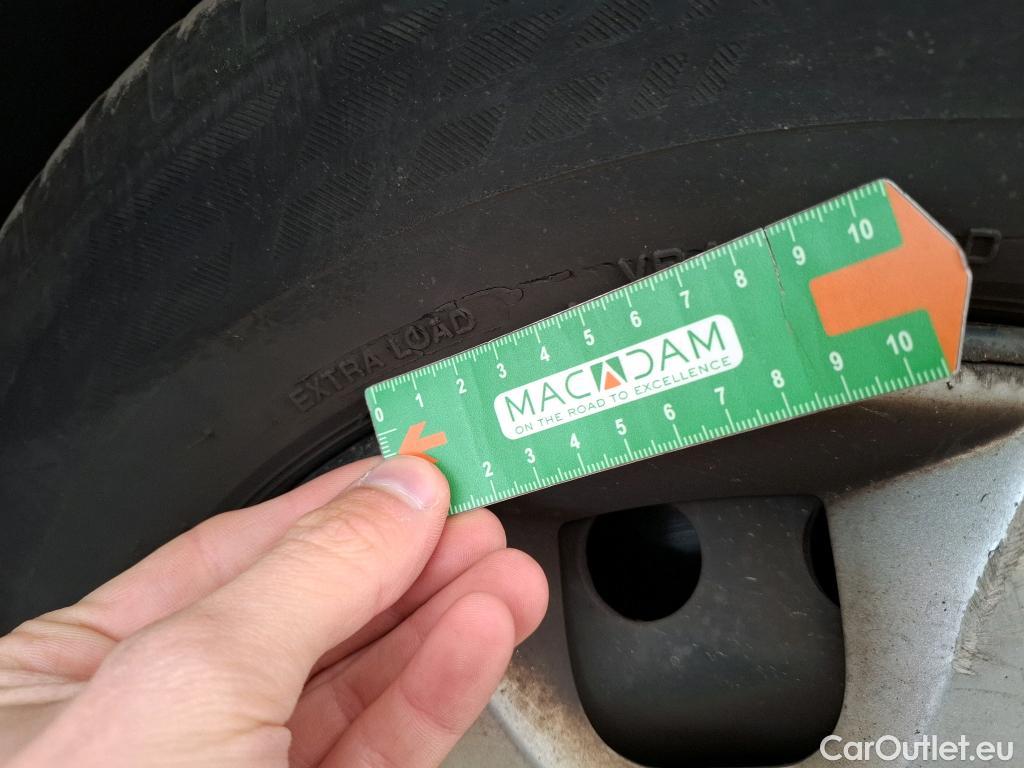 EXTRA LOAD
0 1 2 3 4 5 6 7 8 9 10
MACADAM
ON THE ROAD TO EXCELLENCE
2 3 4 5 6 7 8 9 10
CarOutlet.eu